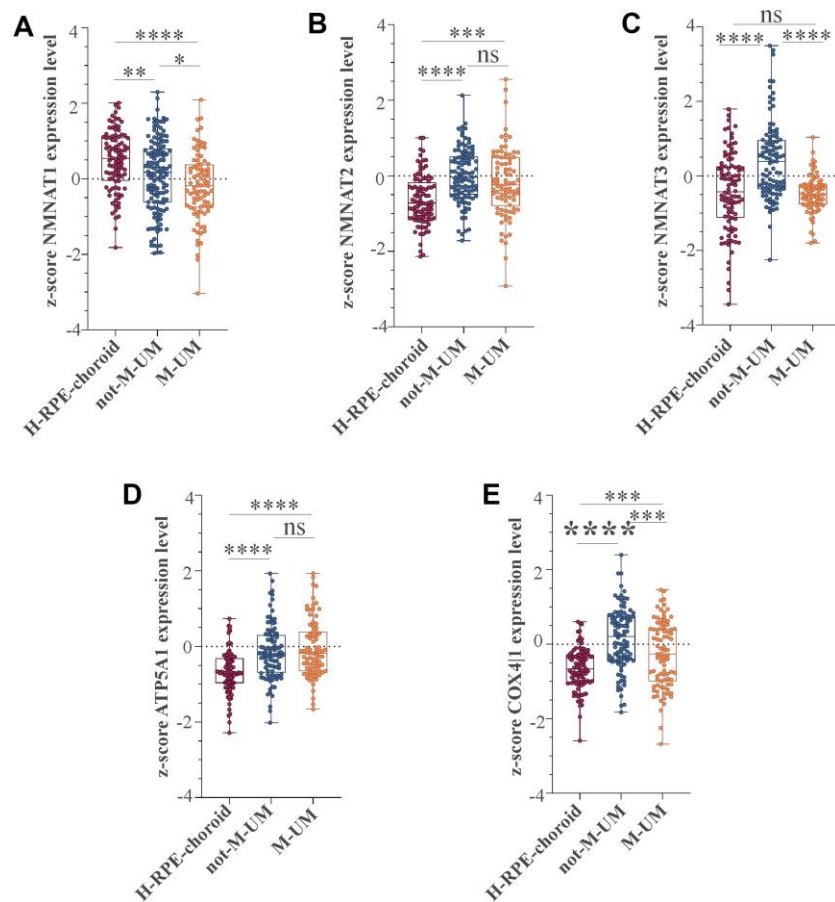 A
z-score NMNAT1 expression level
4
2
0
-2
-4
****
**
*
H-RPE-choroid
not-M-UM
M-UM
B
z-score NMNAT2 expression level
4
2
0
-2
-4
***
****
ns
H-RPE-choroid
not-M-UM
M-UM
C
z-score NMNAT3 expression level
4
2
0
-2
-4
ns
****
****
H-RPE-choroid
not-M-UM
M-UM
D
z-score ATP5A1 expression level
4
2
0
-2
-4
****
****
ns
H-RPE-choroid
not-M-UM
M-UM
E
z-score COX4|1 expression level
4
2
0
-2
-4
***
****
***
H-RPE-choroid
not-M-UM
M-UM